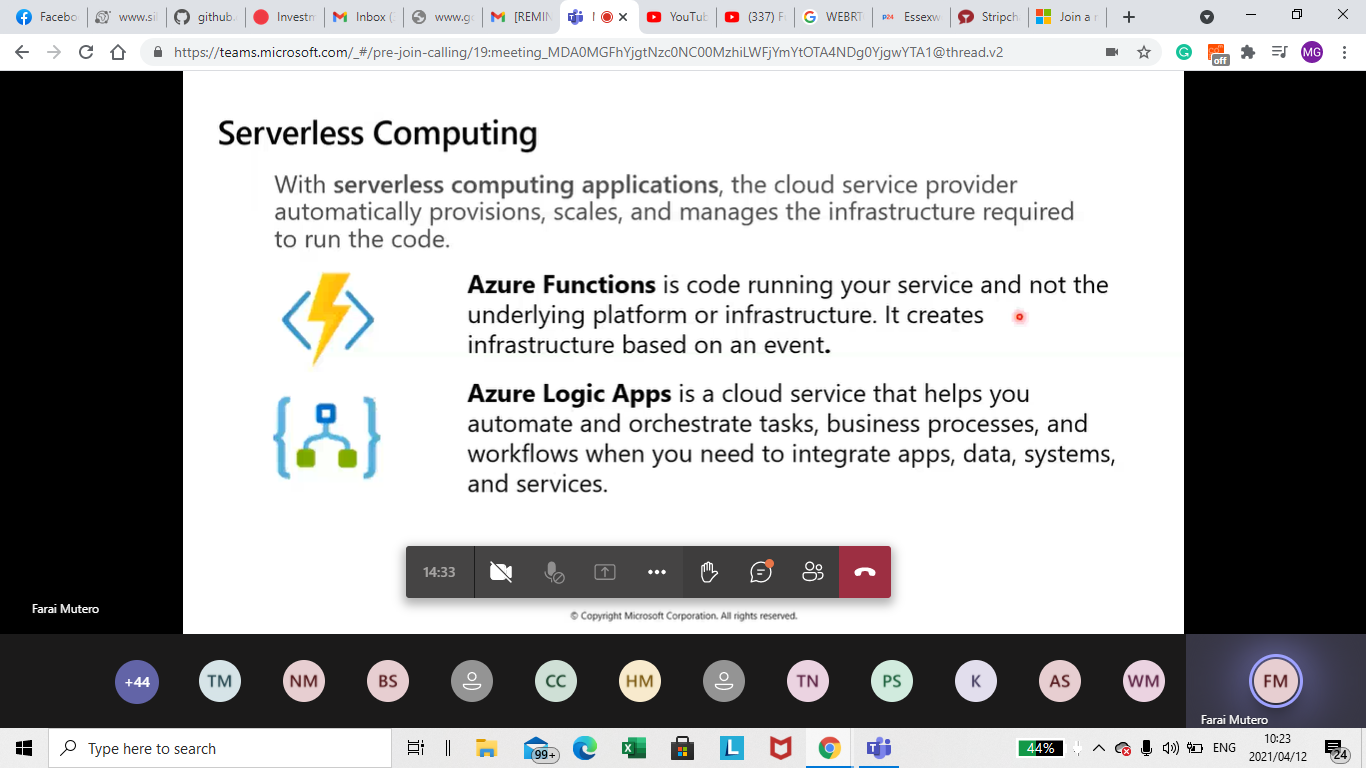 Facebo
www.sil
github.
Investn
Inbox (2
www.go
[REMIN
YouTub
(337) F
WEBRT
Essexw
Stripch
Join a r
https://teams.microsoft.com/_#/pre-join-calling/19:meeting_MDA0MGFhYjgtNzc0NC00MzhiLWFjYmYtOTA4NDg0YjgwYTA1@thread.v2
off
MG
Serverless Computing
With serverless computing applications, the cloud service provider
automatically provisions, scales, and manages the infrastructure required
to run the code.
Azure Functions is code running your service and not the
underlying platform or infrastructure. It creates
infrastructure based on an event.
Azure Logic Apps is a cloud service that helps you
automate and orchestrate tasks, business processes, and
workflows when you need to integrate apps, data, systems,
and services.
14:33
Farai Mutero
© Copyright Microsoft Corporation. All rights reserved.
+44
TM
NM
BS
CC
HM
TN
PS
K
AS
WM
FM
Farai Mutero
Type here to search
99+
44%
ENG
10:23
2021/04/12
24